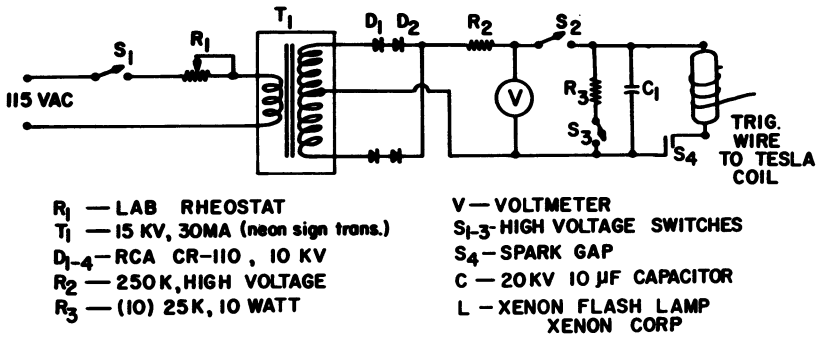 T1
D1 D2
R2
S2
S1
R1
115 VAC
V
R3
C1
S3
S4
TRIG.
WIRE
TO TESLA
COIL
R1 — LAB RHEOSTAT
T1 — 15 KV, 30MA (neon sign trans.)
D1-4 — RCA CR-110, 10 KV
R2 — 250K, HIGH VOLTAGE
R3 — (10) 25K, 10 WATT
V — VOLTMETER
S1-3 - HIGH VOLTAGE SWITCHES
S4 — SPARK GAP
C — 20KV 10 µF CAPACITOR
L — XENON FLASH LAMP
XENON CORP